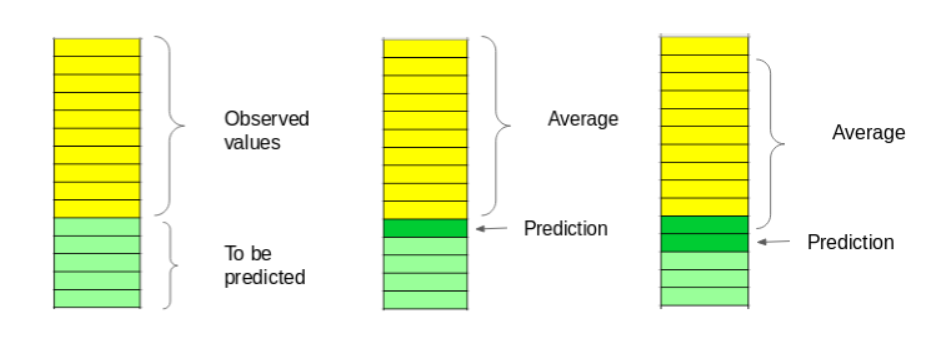 Observed
values
To be
predicted
Average
Prediction
Average
Prediction